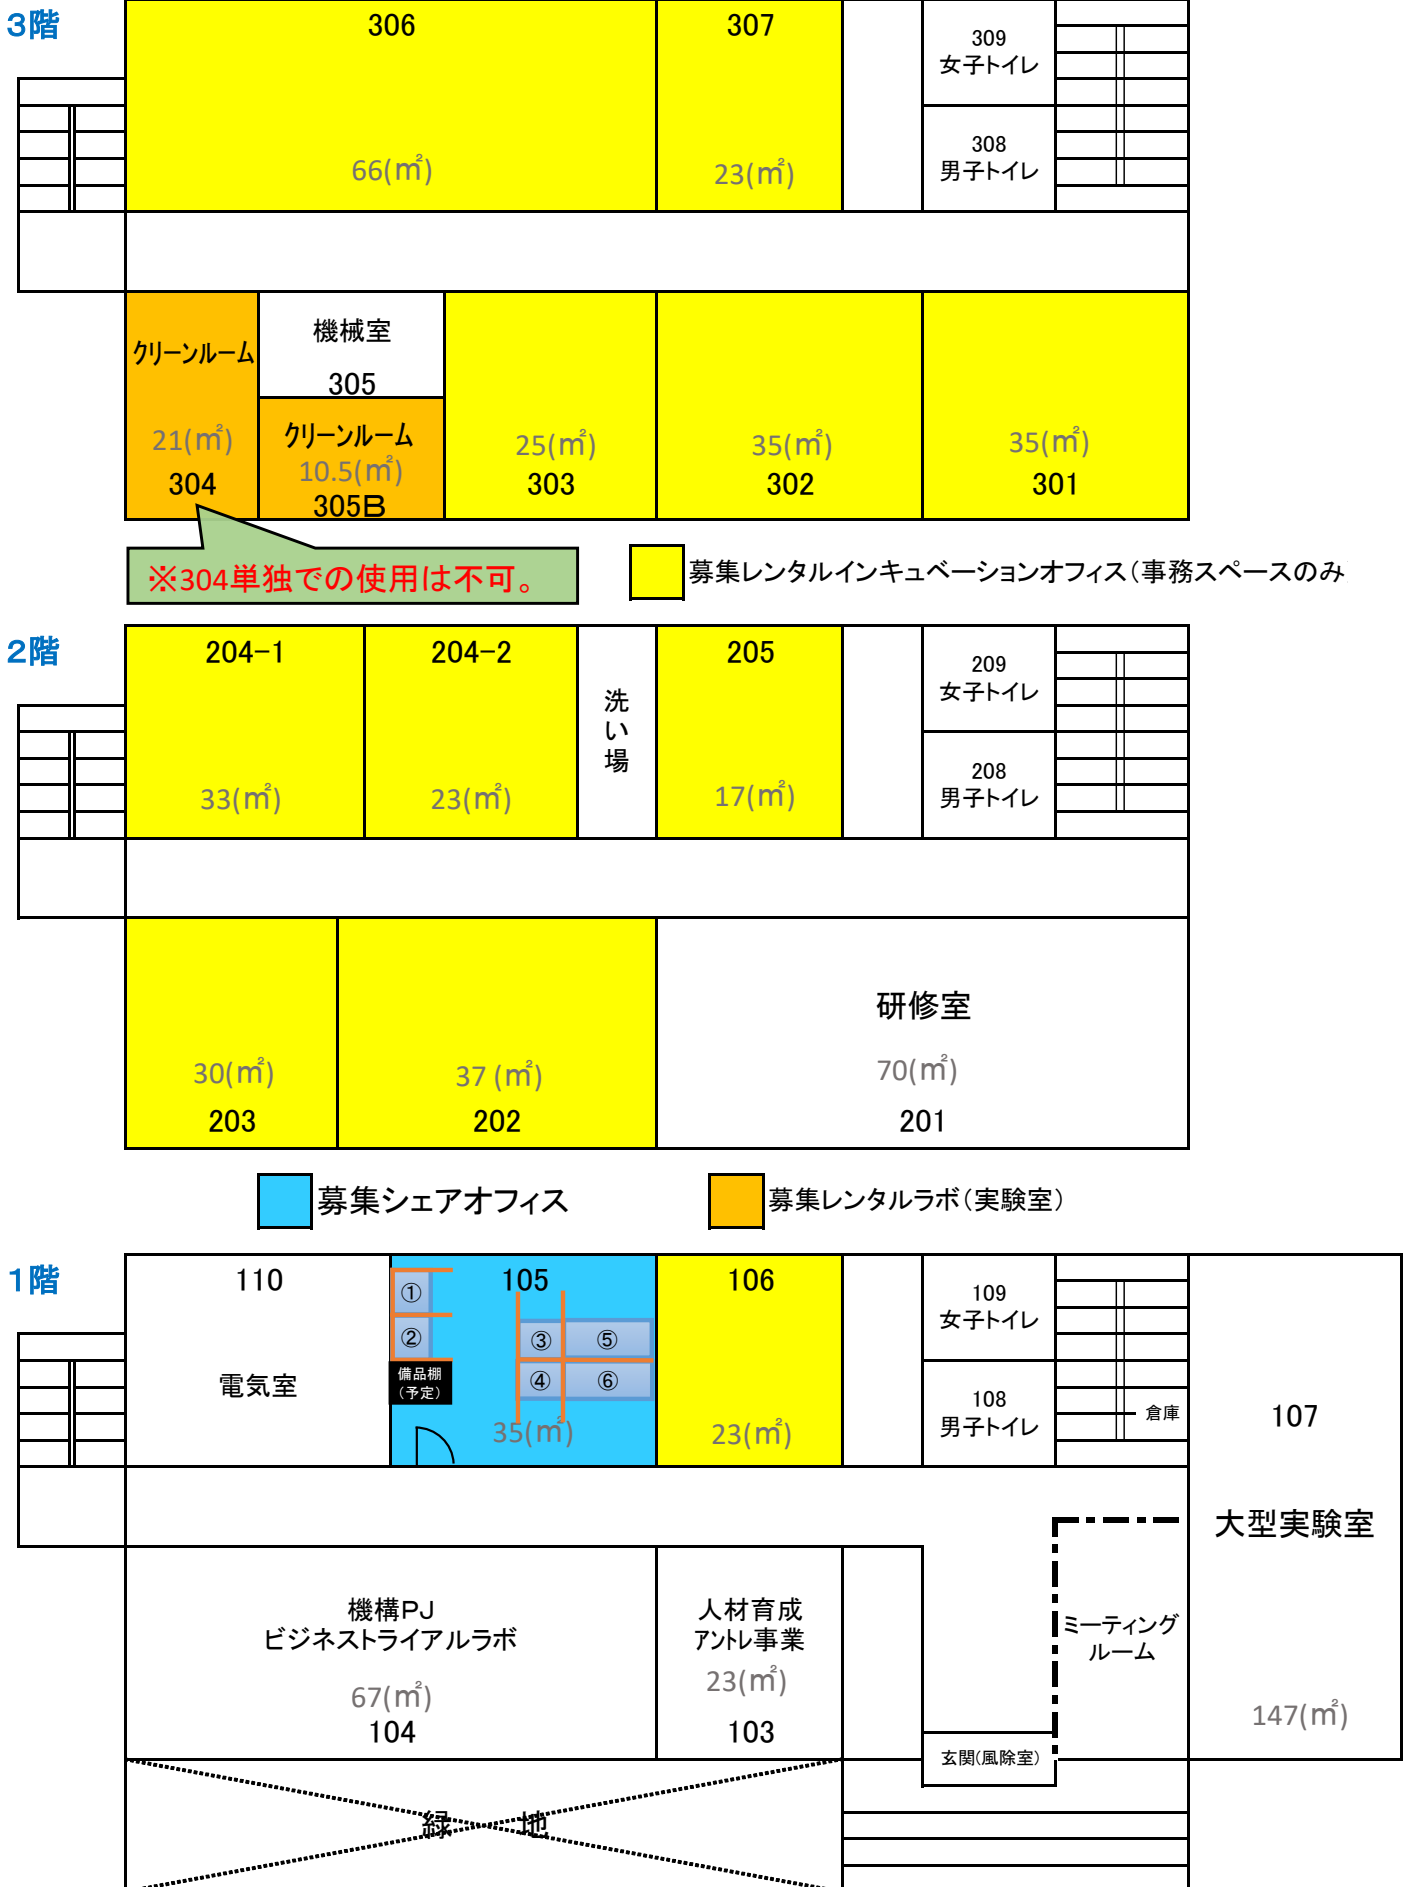 3階
306
66(㎡)
307
23(㎡)
309
女子トイレ
308
男子トイレ
クリーンルーム
21(㎡)
304
機械室
305
クリーンルーム
10.5(㎡)
305B
25(㎡)
303
35(㎡)
302
35(㎡)
301
※304単独での使用は不可。
募集レンタルインキュベーションオフィス（事務スペースのみ
2階
204-1
33(㎡)
204-2
23(㎡)
洗い場
205
17(㎡)
209
女子トイレ
208
男子トイレ
30(㎡)
203
37 (㎡)
202
研修室
70(㎡)
201
募集シェアオフィス
募集レンタルラボ（実験室）
1階
110
電気室
105
①
②
③
④
⑤
⑥
備品棚
（予定）
35(㎡)
106
23(㎡)
109
女子トイレ
108
男子トイレ
倉庫
107
大型実験室
147(㎡)
機構PJ
ビジネストライアルラボ
67(㎡)
104
人材育成
アントレ事業
23(㎡)
103
ミーティング
ルーム
玄関(風除室)
緑　地